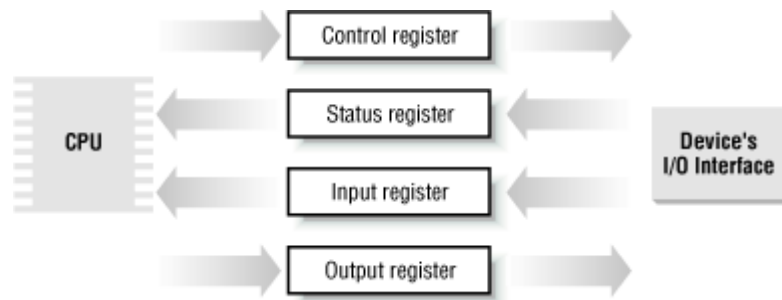 Control register
Status register
CPU
Device's
I/O Interface
Input register
Output register